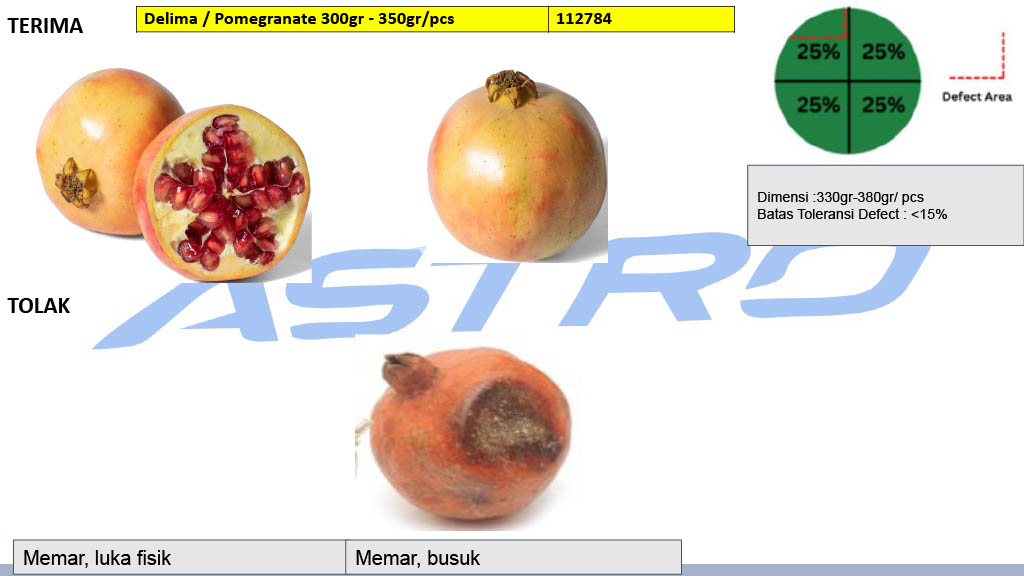 TERIMA
Delima / Pomegranate 300gr - 350gr/pcs 112784
25% 25%
25% 25%
Defect Area
Dimensi :330gr-380gr/ pcs
Batas Toleransi Defect : <15%
ASTRO
TOLAK
Memar, luka fisik Memar, busuk